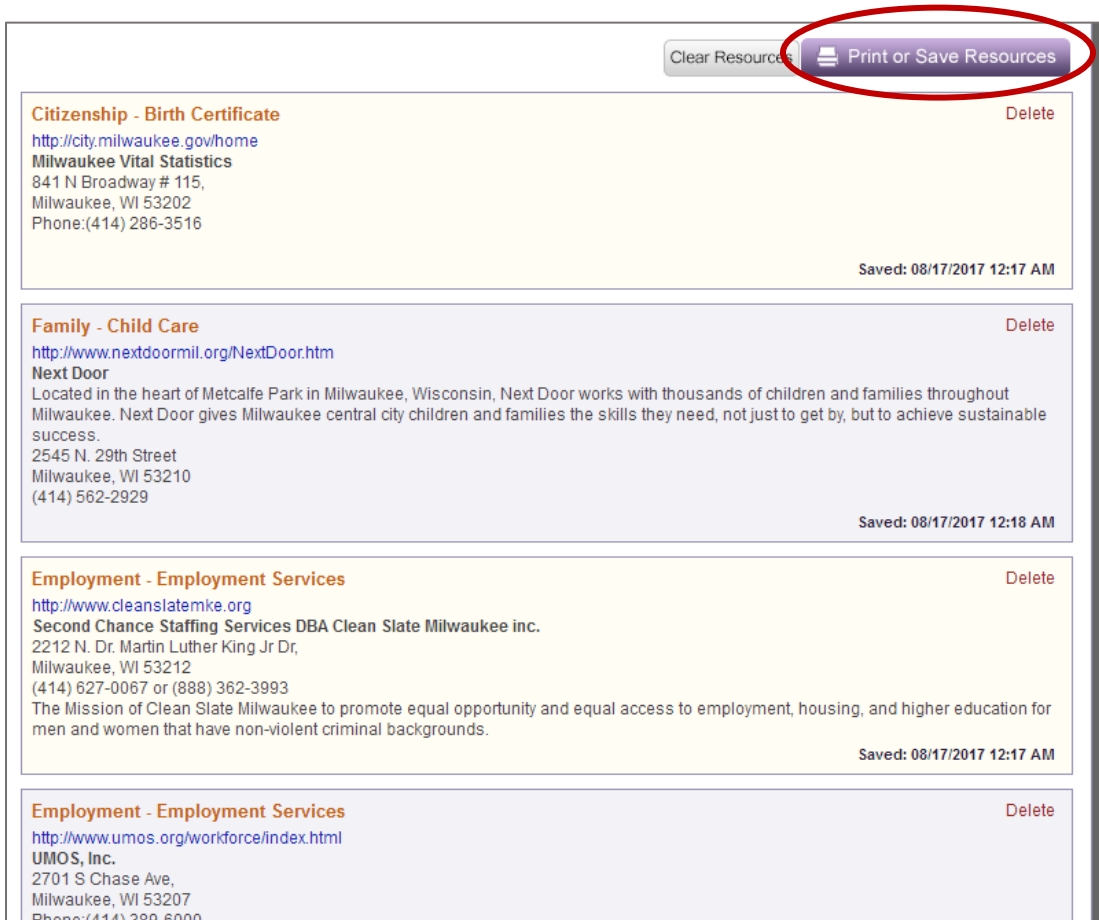 Clear Resources Print or Save Resources
Citizenship - Birth Certificate Delete
http://city.milwaukee.gov/home
Milwaukee Vital Statistics
841 N Broadway # 115,
Milwaukee, WI 53202
Phone:(414) 286-3516
Saved: 08/17/2017 12:17 AM
Family - Child Care Delete
http://www.nextdoormil.org/NextDoor.htm
Next Door
Located in the heart of Metcalfe Park in Milwaukee, Wisconsin, Next Door works with thousands of children and families throughout
Milwaukee. Next Door gives Milwaukee central city children and families the skills they need, not just to get by, but to achieve sustainable
success.
2545 N. 29th Street
Milwaukee, WI 53210
(414) 562-2929
Saved: 08/17/2017 12:18 AM
Employment - Employment Services Delete
http://www.cleanslatemke.org
Second Chance Staffing Services DBA Clean Slate Milwaukee inc.
2212 N. Dr. Martin Luther King Jr Dr,
Milwaukee, WI 53212
(414) 627-0067 or (888) 362-3993
The Mission of Clean Slate Milwaukee to promote equal opportunity and equal access to employment, housing, and higher education for
men and women that have non-violent criminal backgrounds.
Saved: 08/17/2017 12:17 AM
Employment - Employment Services Delete
http://www.umos.org/workforce/index.html
UMOS, Inc.
2701 S Chase Ave,
Milwaukee, WI 53207
Phone:(414) 389-6000